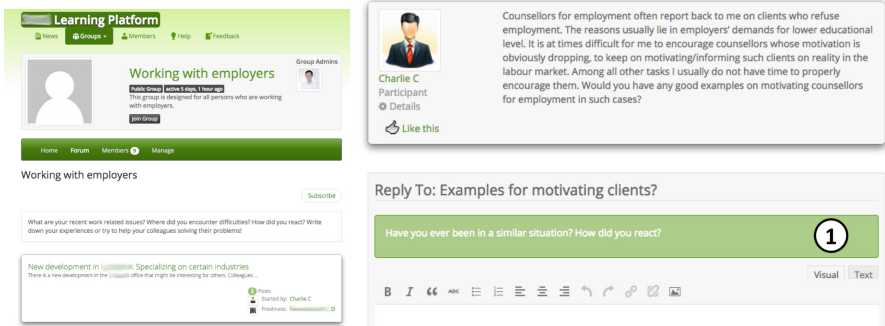 Learning Platform
News Groups Members Help Feedback
Group Admins
Working with employers
Public Group active 5 days, 1 hour ago
This group is designed for all persons who are working
with employers.
Join Group
Home Forum Members 9 Manage
Working with employers
Subscribe
What are your recent work related issues? Where did you encounter difficulties? How did you react? Write
down your experiences or try to help your colleagues solving their problems!
New development in : Specializing on certain industries
There is a new development in the office that might be interesting for others. Colleagues ...
2 Posts
Started by: Charlie C
Freshness:
Counsellors for employment often report back to me on clients who refuse
employment. The reasons usually lie in employers' demands for lower educational
level. It is at times difficult for me to encourage counsellors whose motivation is
obviously dropping, to keep on motivating/informing such clients on reality in the
labour market. Among all other tasks I usually do not have time to properly
encourage them. Would you have any good examples on motivating counsellors
for employment in such cases?
Charlie C
Participant
Details
Like this
Reply To: Examples for motivating clients?
Have you ever been in a similar situation? How did you react?
1
Visual Text
B I “ ABC